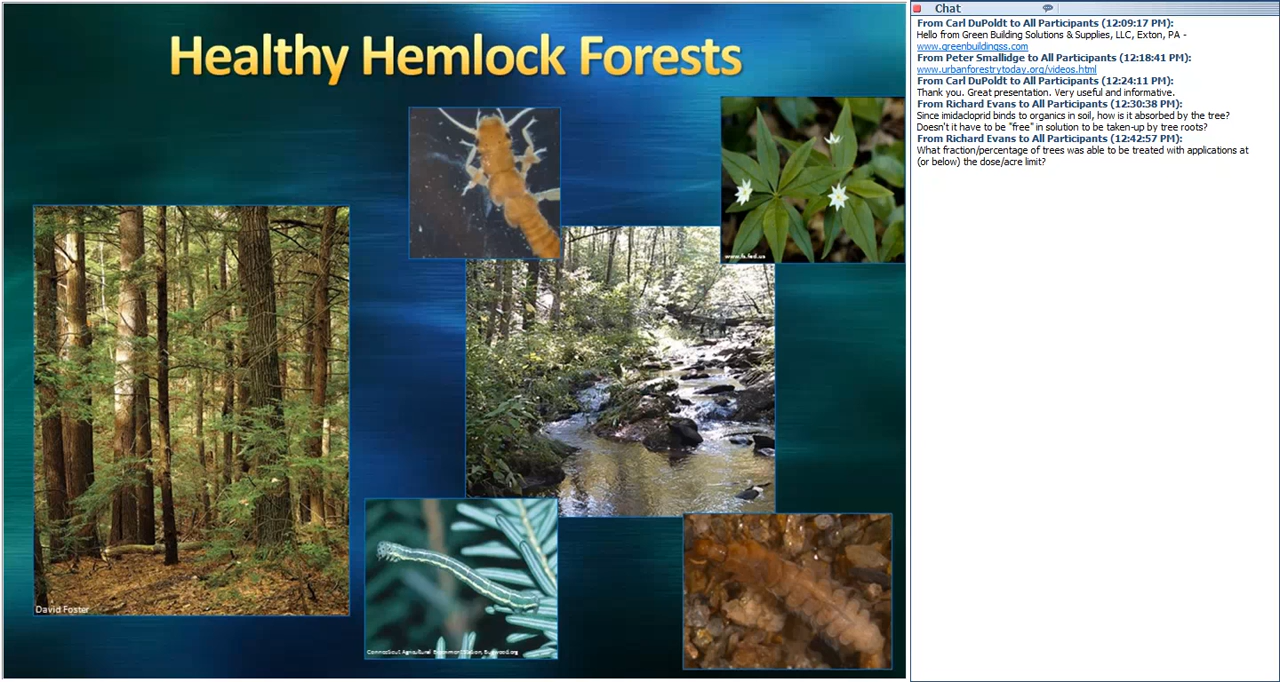 Healthy Hemlock Forests
www.fs.fed.us
David Foster
Connecticut Agricultural Experiment Station, Bugwood.org
Chat
From Carl DuPoldt to All Participants (12:09:17 PM):
Hello from Green Building Solutions & Supplies, LLC, Exton, PA -
www.greenbuildingss.com
From Peter Smallidge to All Participants (12:18:41 PM):
www.urbanforestrytoday.org/videos.html
From Carl DuPoldt to All Participants (12:24:11 PM):
Thank you. Great presentation. Very useful and informative.
From Richard Evans to All Participants (12:30:38 PM):
Since imidacloprid binds to organics in soil, how is it absorbed by the tree?
Doesn't it have to be "free" in solution to be taken-up by tree roots?
From Richard Evans to All Participants (12:42:57 PM):
What fraction/percentage of trees was able to be treated with applications at
(or below) the dose/acre limit?